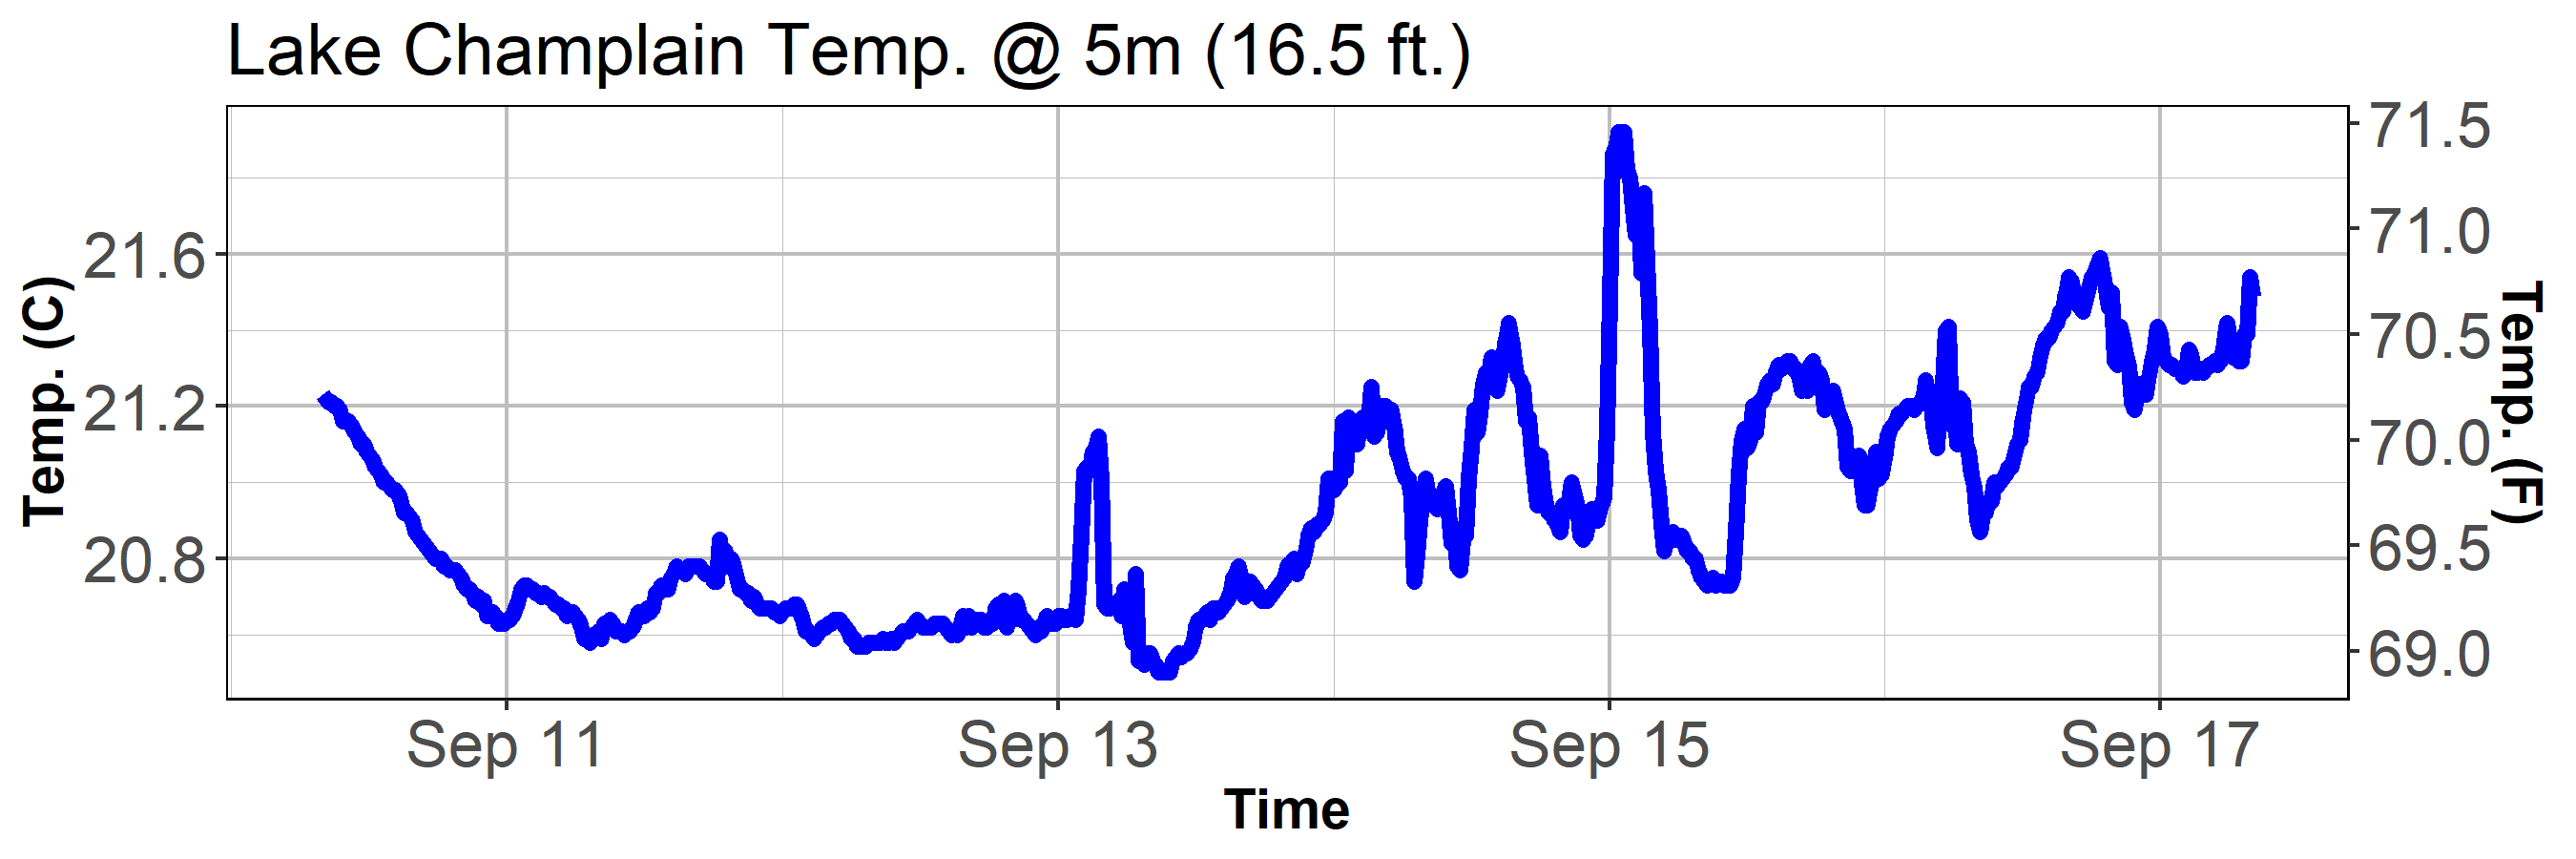 Lake Champlain Temp. @ 5m (16.5 ft.)
Temp. (C)
21.6
21.2
20.8
71.5
71.0
70.5
70.0
69.5
69.0
Temp. (F)
Sep 11
Sep 13
Sep 15
Sep 17
Time